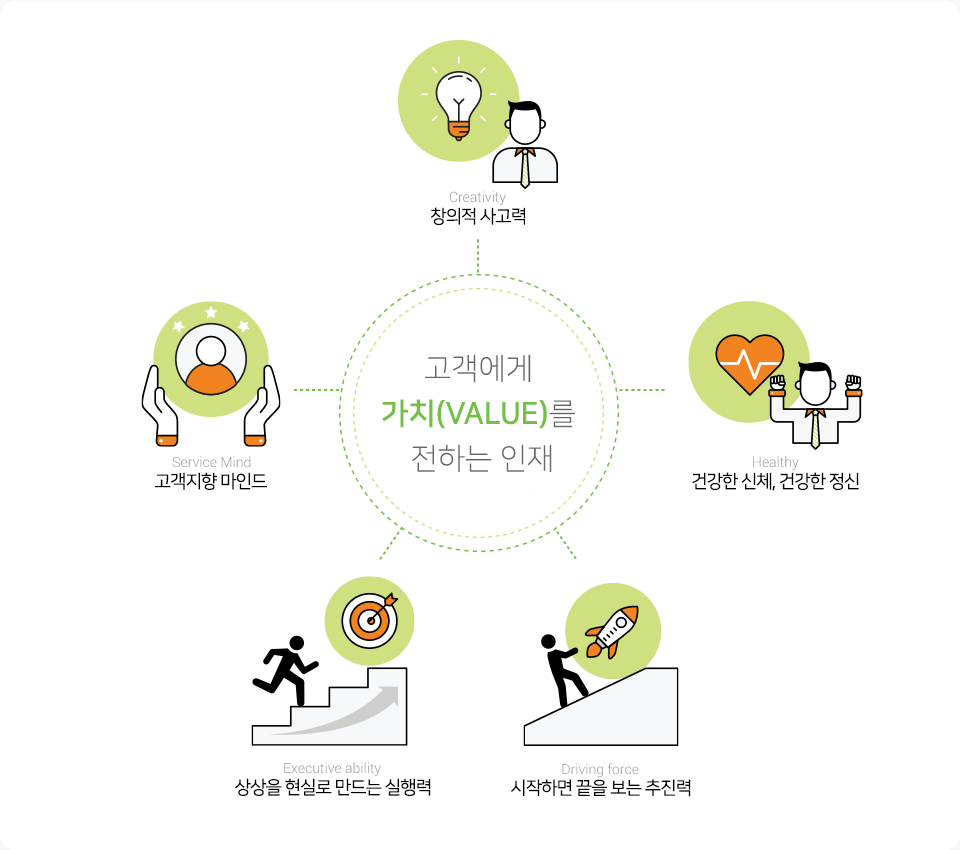 Creativity
창의적 사고력
고객에게
가치(VALUE)를
전하는 인재
Service Mind
고객지향 마인드
Healthy
건강한 신체, 건강한 정신
Executive ability
상상을 현실로 만드는 실행력
Driving force
시작하면 끝을 보는 추진력